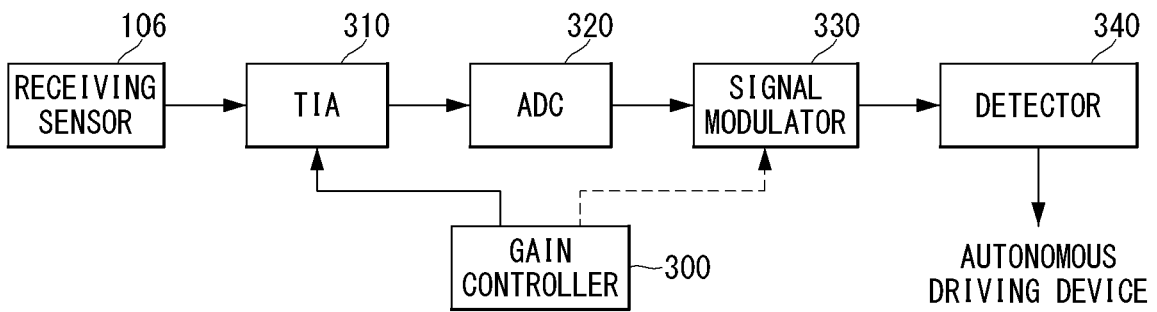 106
310
320
330
340
RECEIVING
SENSOR
TIA
ADC
SIGNAL
MODULATOR
DETECTOR
GAIN
CONTROLLER
300
AUTONOMOUS
DRIVING DEVICE